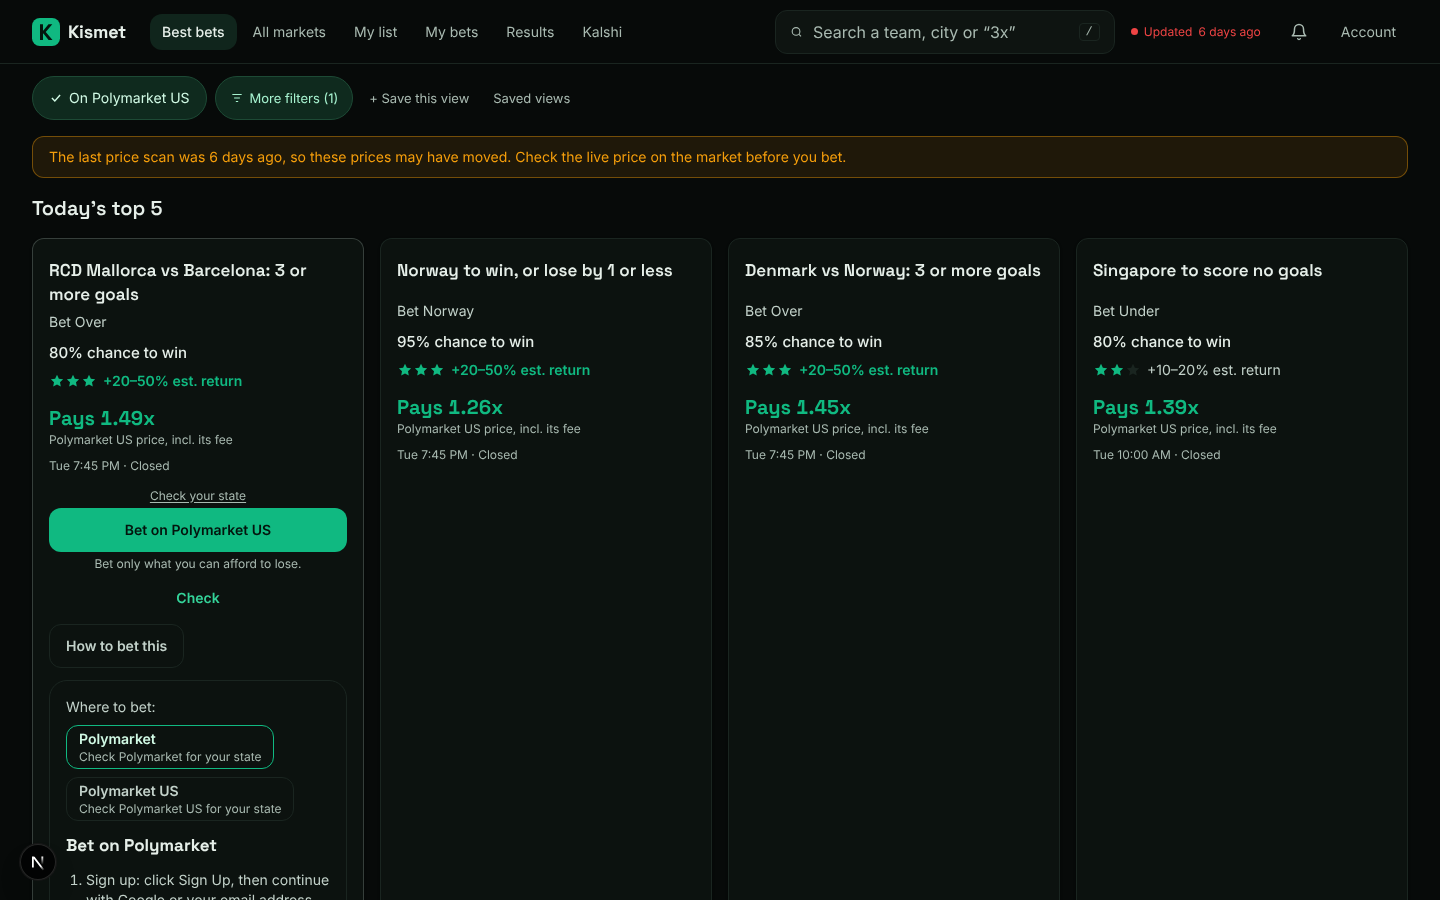 K Kismet
Best bets
All markets
My list
My bets
Results
Kalshi
Search a team, city or “3x”
/
Updated 6 days ago
Account
On Polymarket US
More filters (1)
+ Save this view
Saved views
The last price scan was 6 days ago, so these prices may have moved. Check the live price on the market before you bet.
Today's top 5
RCD Mallorca vs Barcelona: 3 or
more goals
Bet Over
80% chance to win
+20–50% est. return
Pays 1.49x
Polymarket US price, incl. its fee
Tue 7:45 PM · Closed
Check your state
Bet on Polymarket US
Bet only what you can afford to lose.
Check
How to bet this
Where to bet:
Polymarket
Check Polymarket for your state
Polymarket US
Check Polymarket US for your state
Bet on Polymarket
1. Sign up: click Sign Up, then continue
with Google or your email address
Norway to win, or lose by 1 or less
Bet Norway
95% chance to win
+20–50% est. return
Pays 1.26x
Polymarket US price, incl. its fee
Tue 7:45 PM · Closed
Denmark vs Norway: 3 or more goals
Bet Over
85% chance to win
+20–50% est. return
Pays 1.45x
Polymarket US price, incl. its fee
Tue 7:45 PM · Closed
Singapore to score no goals
Bet Under
80% chance to win
+10–20% est. return
Pays 1.39x
Polymarket US price, incl. its fee
Tue 10:00 AM · Closed
N